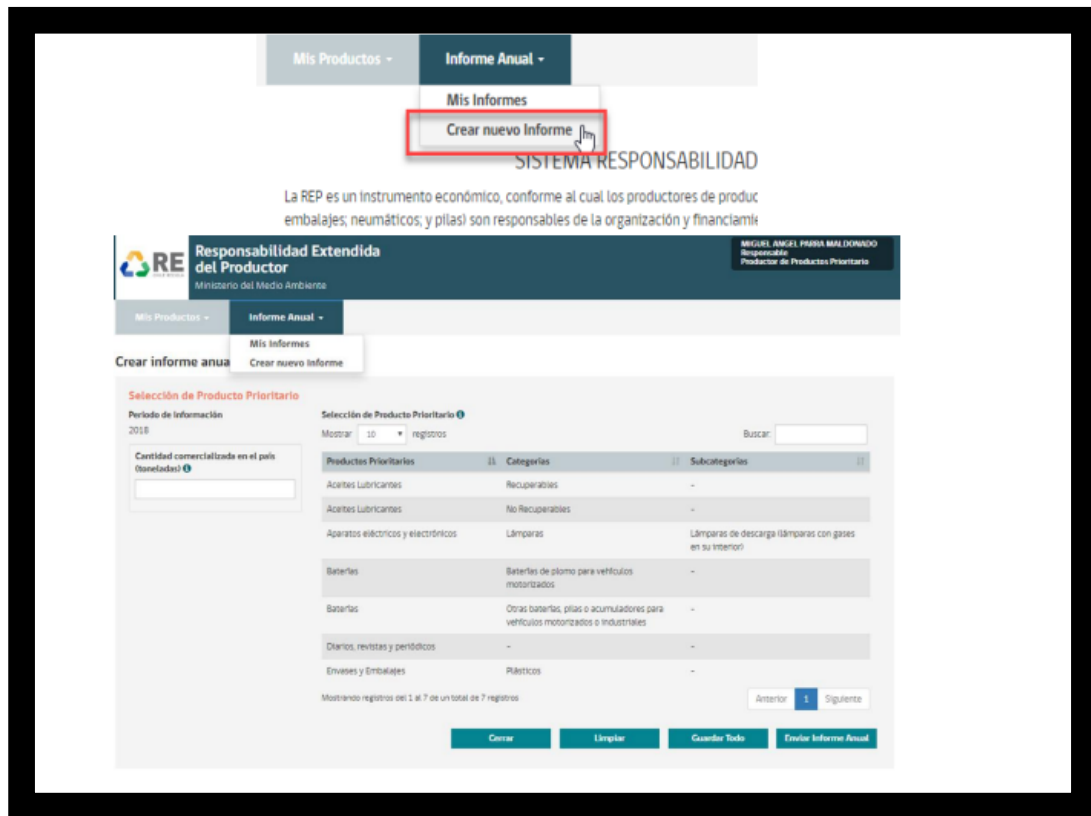 Mis Productos
Informe Anual
Mis Informes
Crear nuevo Informe
SISTEMA RESPONSABILIDAD
La REP es un instrumento económico, conforme al cual los productores de produc
embalajes; neumáticos; y pilas) son responsables de la organización y financiamie
RE
Responsabilidad Extendida
del Productor
Ministerio del Medio Ambiente
MIGUEL ANGEL PARRA MALDONADO
Responsable
Productor de Productos Prioritario
Mis Productos
Informe Anual
Mis Informes
Crear nuevo Informe
Crear informe anua
Selección de Producto Prioritario
Periodo de Información
2018
Cantidad comercializada en el país
(toneladas)
Selección de Producto Prioritario
Mostrar 10 registros
Buscar:
Productos Prioritarios Categorías Subcategorías
Aceites Lubricantes Recuperables -
Aceites Lubricantes No Recuperables -
Aparatos eléctricos y electrónicos Lámparas Lámparas de descarga (lámparas con gases
en su interior)
Baterías Baterías de plomo para vehículos -
motorizados
Baterías Otras baterías, pilas o acumuladores para -
vehículos motorizados o industriales
Diarios, revistas y periódicos - -
Envases y Embalajes Plásticos -
Mostrando registros del 1 al 7 de un total de 7 registros
Anterior 1 Siguiente
Cerrar Limpiar Guardar Todo Enviar Informe Anual